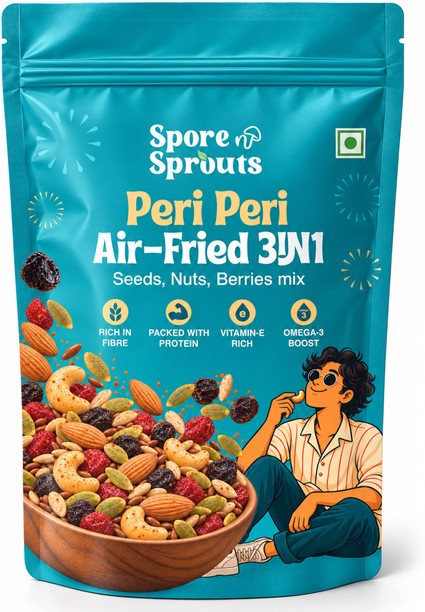 Spore n
Sprouts
Peri Peri
Air-Fried 3IN1
Seeds, Nuts, Berries mix
RICH IN
FIBRE
PACKED WITH
PROTEIN
e
VITAMIN-E
RICH
3
OMEGA-3
BOOST